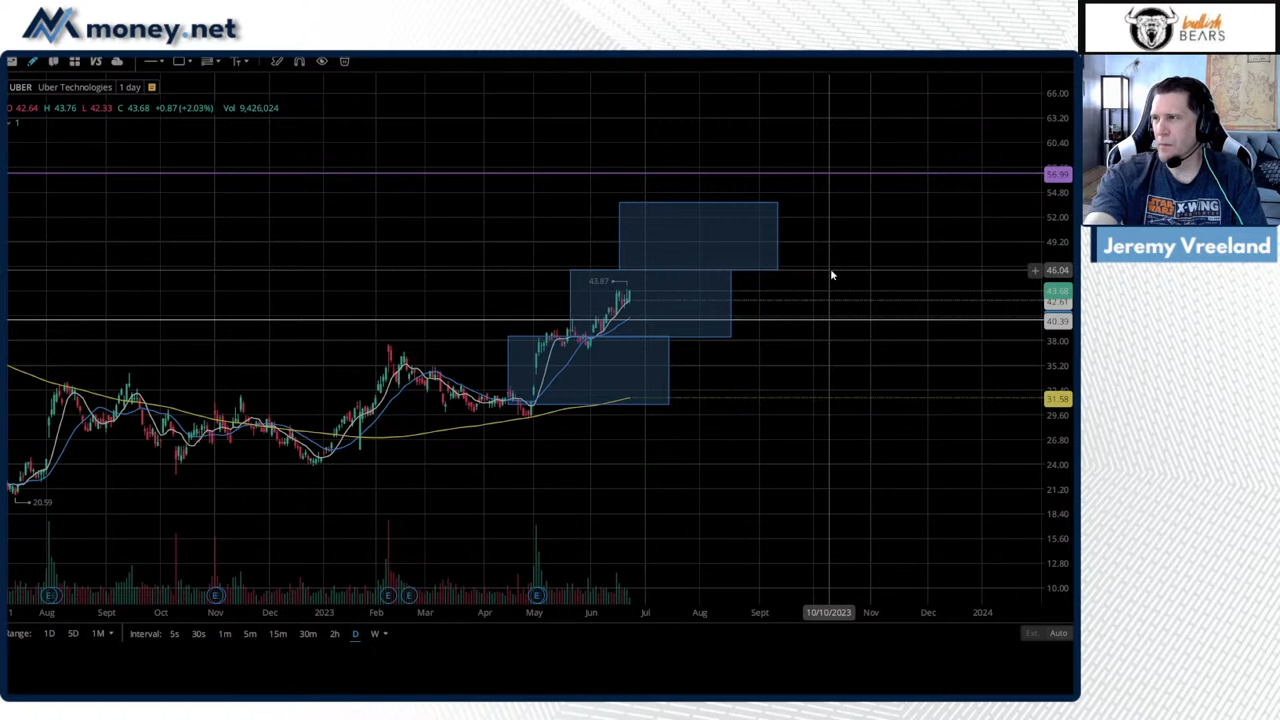 money.net
bullish
BEARS
UBER Uber Technologies 1 day
O 42.64 H 43.76 L 42.33 C 43.68 +0.87 (+2.03%) Vol 9,426,024
1
66.00
63.20
60.40
56.99
54.80
52.00
49.20
46.04
43.68
42.61
40.39
38.00
35.20
31.58
29.60
26.80
24.00
21.20
18.40
15.60
12.80
10.00
43.87
20.59
E E E E E
1 Aug Sept Oct Nov Dec 2023 Feb Mar Apr May Jun Jul Aug Sept 10/10/2023 Nov Dec 2024
Range: 1D 5D 1M Interval: 5s 30s 1m 5m 15m 30m 2h D W
Ext. Auto
X-WING
Jeremy Vreeland